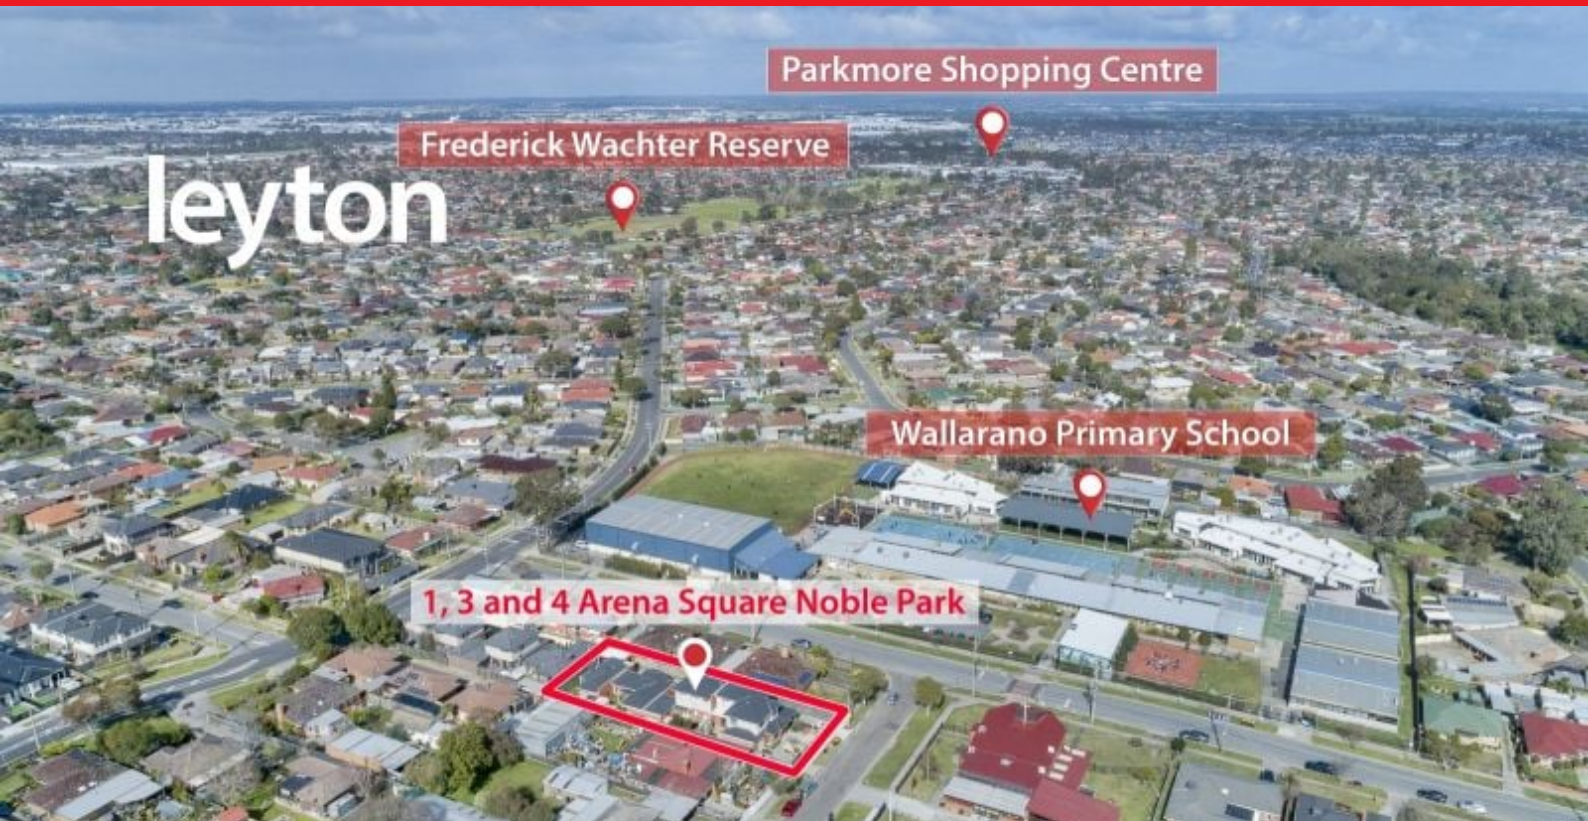 Parkmore Shopping Centre
Frederick Wachter Reserve
leyton
Wallarano Primary School
1, 3 and 4 Arena Square Noble Park